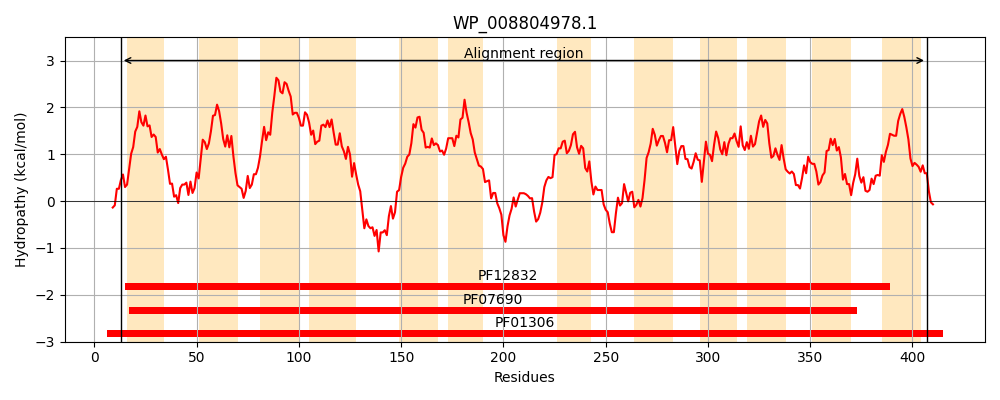 WP_008804978.1
Hydropathy (kcal/mol)
3
2
1
0
−1
−2
−3
Alignment region
PF12832
PF07690
PF01306
0 50 100 150 200 250 300 350 400
Residues